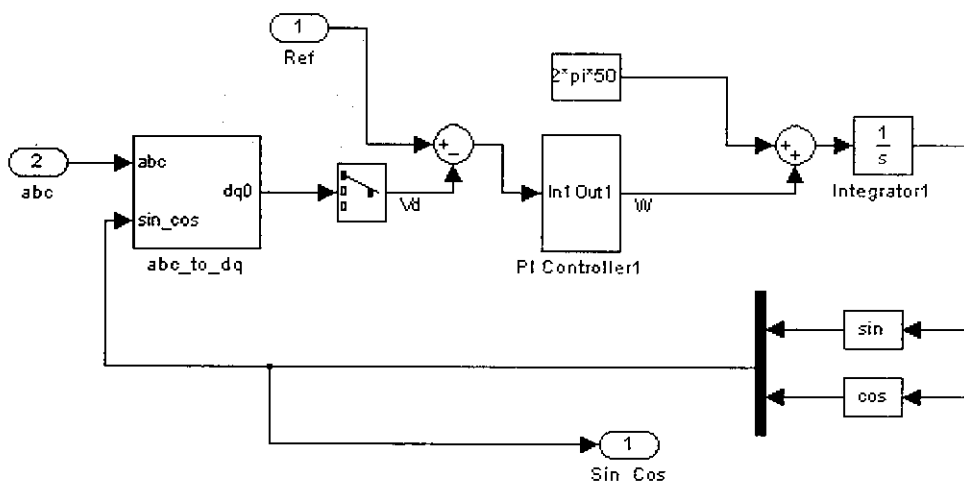 1
Ref
2*pi*50
2
abc
abc
dq0
sin_cos
abc_to_dq
+
−
Vd
In1 Out1
PI Controller1
W
+
+
1
s
Integrator1
sin
cos
1
Sin_Cos